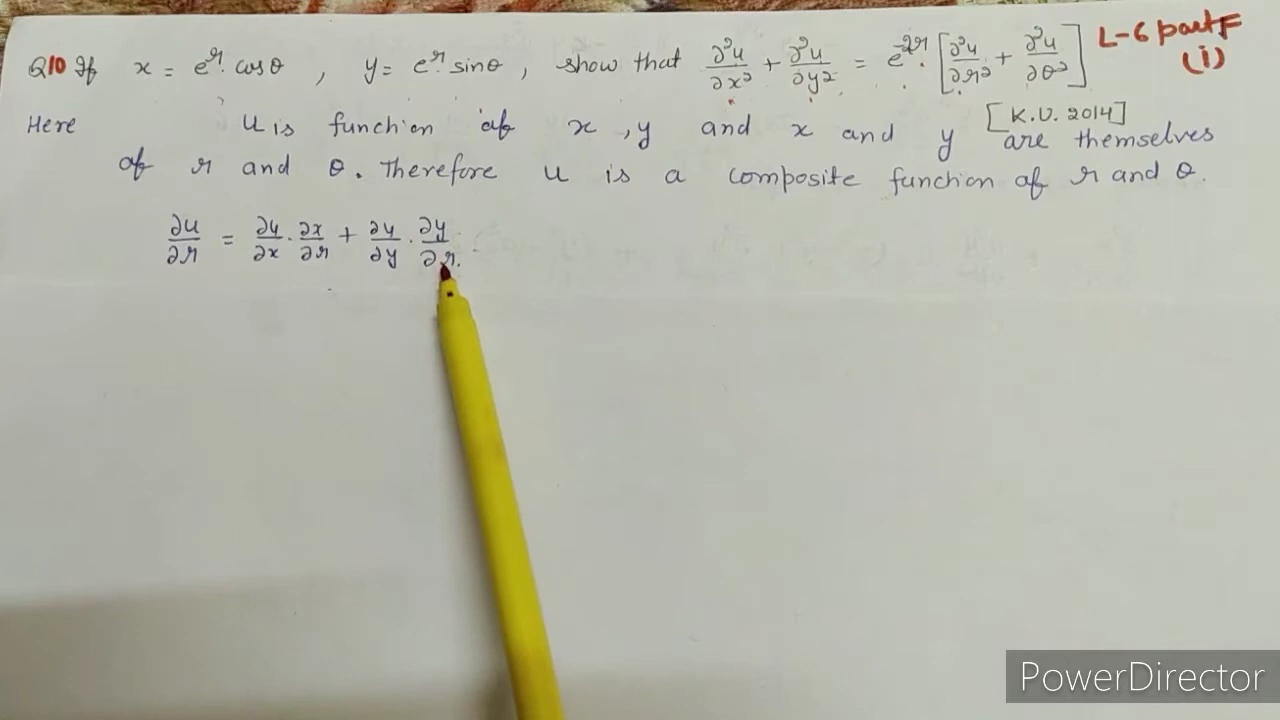 Q10 If x = e^r. cosθ , y = e^r. sinθ , show that ∂²u/∂x² + ∂²u/∂y² = e^-2r . [∂²u/∂r² + ∂²u/∂θ²] L-6 part F
(i)
[K.U. 2014]
Here u is function of x , y and x and y are themselves
of r and θ. Therefore u is a composite function of r and θ.
∂u/∂r = ∂u/∂x . ∂x/∂r + ∂u/∂y . ∂y/∂r.
PowerDirector